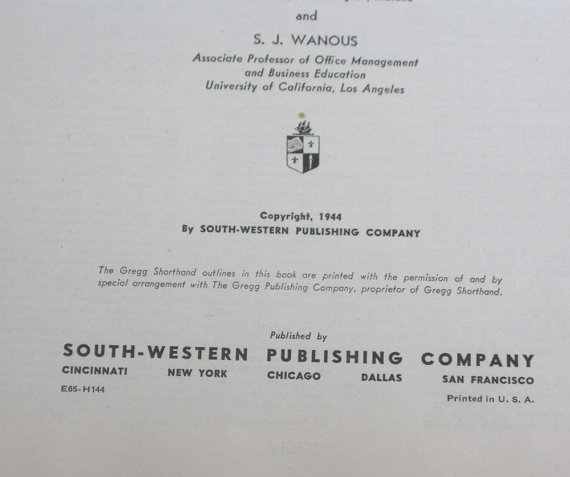 and
S. J. WANOUS
Associate Professor of Office Management
and Business Education
University of California, Los Angeles
Copyright, 1944
By SOUTH-WESTERN PUBLISHING COMPANY
The Gregg Shorthand outlines in this book are printed with the permission of and by
special arrangement with The Gregg Publishing Company, proprietor of Gregg Shorthand.
Published by
SOUTH-WESTERN PUBLISHING COMPANY
CINCINNATI NEW YORK CHICAGO DALLAS SAN FRANCISCO
E65-H144
Printed in U. S. A.